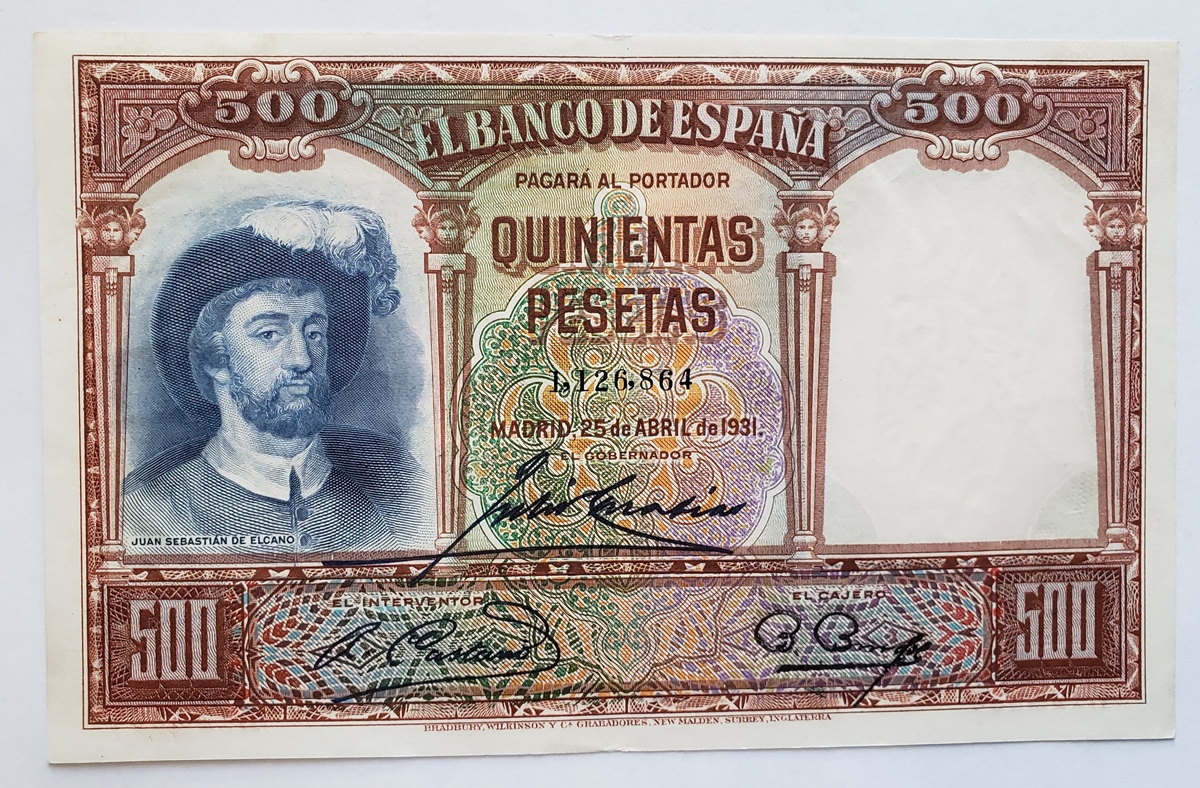 500 500
EL BANCO DE ESPAÑA
PAGARÁ AL PORTADOR
QUINIENTAS
PESETAS
1,126,864
MADRID, 25 de ABRIL de 1931.
EL GOBERNADOR
JUAN SEBASTIÁN DE ELCANO
EL INTERVENTOR EL CAJERO
500 500
BRADBURY, WILKINSON Y Cª GRABADORES, NEW MALDEN, SURREY, INGLATERRA